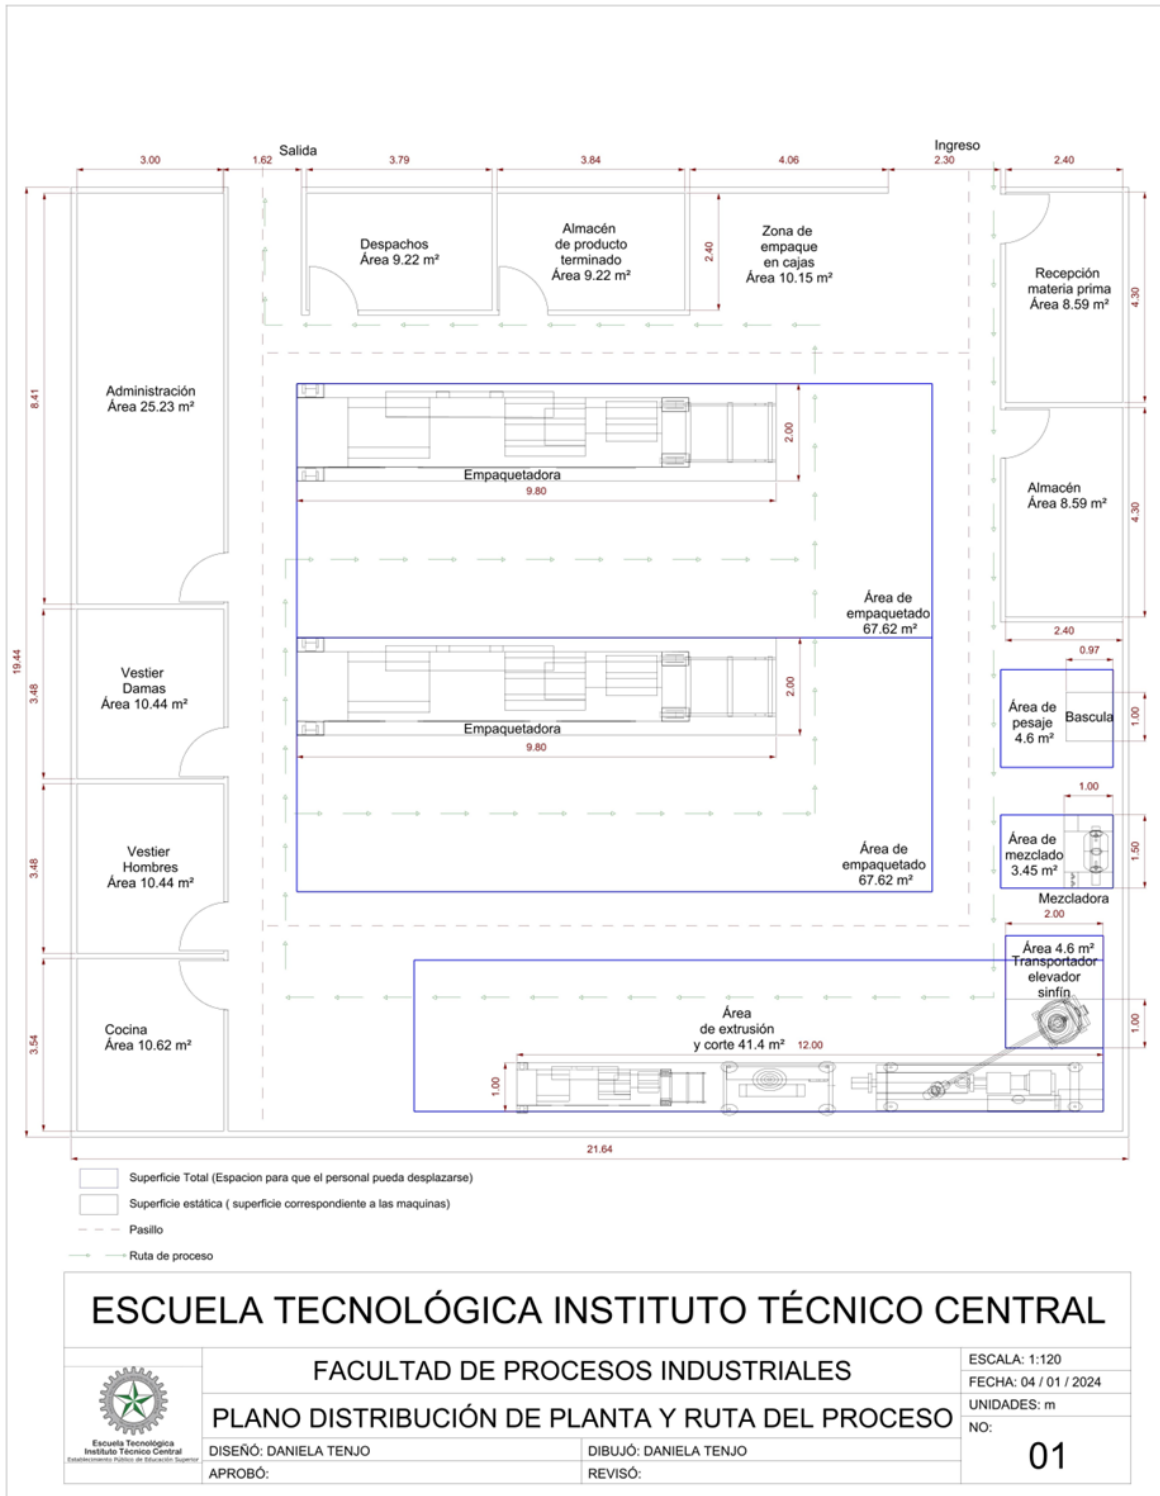 Salida
Ingreso
3.00
1.62
3.79
3.84
4.06
2.30
2.40
Despachos
Área 9.22 m²
Almacén
de producto
terminado
Área 9.22 m²
2.40
Zona de
empaque
en cajas
Área 10.15 m²
Recepción
materia prima
Área 8.59 m²
4.30
8.41
Administración
Área 25.23 m²
2.00
Empaquetadora
9.80
Almacén
Área 8.59 m²
4.30
Área de
empaquetado
67.62 m²
2.40
19.44
3.48
Vestier
Damas
Área 10.44 m²
2.00
Empaquetadora
9.80
0.97
Área de
pesaje
4.6 m²
Bascula
1.00
1.00
3.48
Vestier
Hombres
Área 10.44 m²
Área de
empaquetado
67.62 m²
Área de
mezclado
3.45 m²
1.50
Mezcladora
2.00
Área 4.6 m²
Transportador
elevador
sinfín
1.00
3.54
Cocina
Área 10.62 m²
Área
de extrusión
y corte 41.4 m²
12.00
1.00
21.64
Superficie Total (Espacion para que el personal pueda desplazarse)
Superficie estática ( superficie correspondiente a las maquinas)
Pasillo
Ruta de proceso
ESCUELA TECNOLÓGICA INSTITUTO TÉCNICO CENTRAL
Escuela Tecnológica
Instituto Técnico Central
Establecimiento Público de Educación Superior
FACULTAD DE PROCESOS INDUSTRIALES
PLANO DISTRIBUCIÓN DE PLANTA Y RUTA DEL PROCESO
DISEÑÓ: DANIELA TENJO
DIBUJÓ: DANIELA TENJO
APROBÓ:
REVISÓ:
ESCALA: 1:120
FECHA: 04 / 01 / 2024
UNIDADES: m
NO:
01